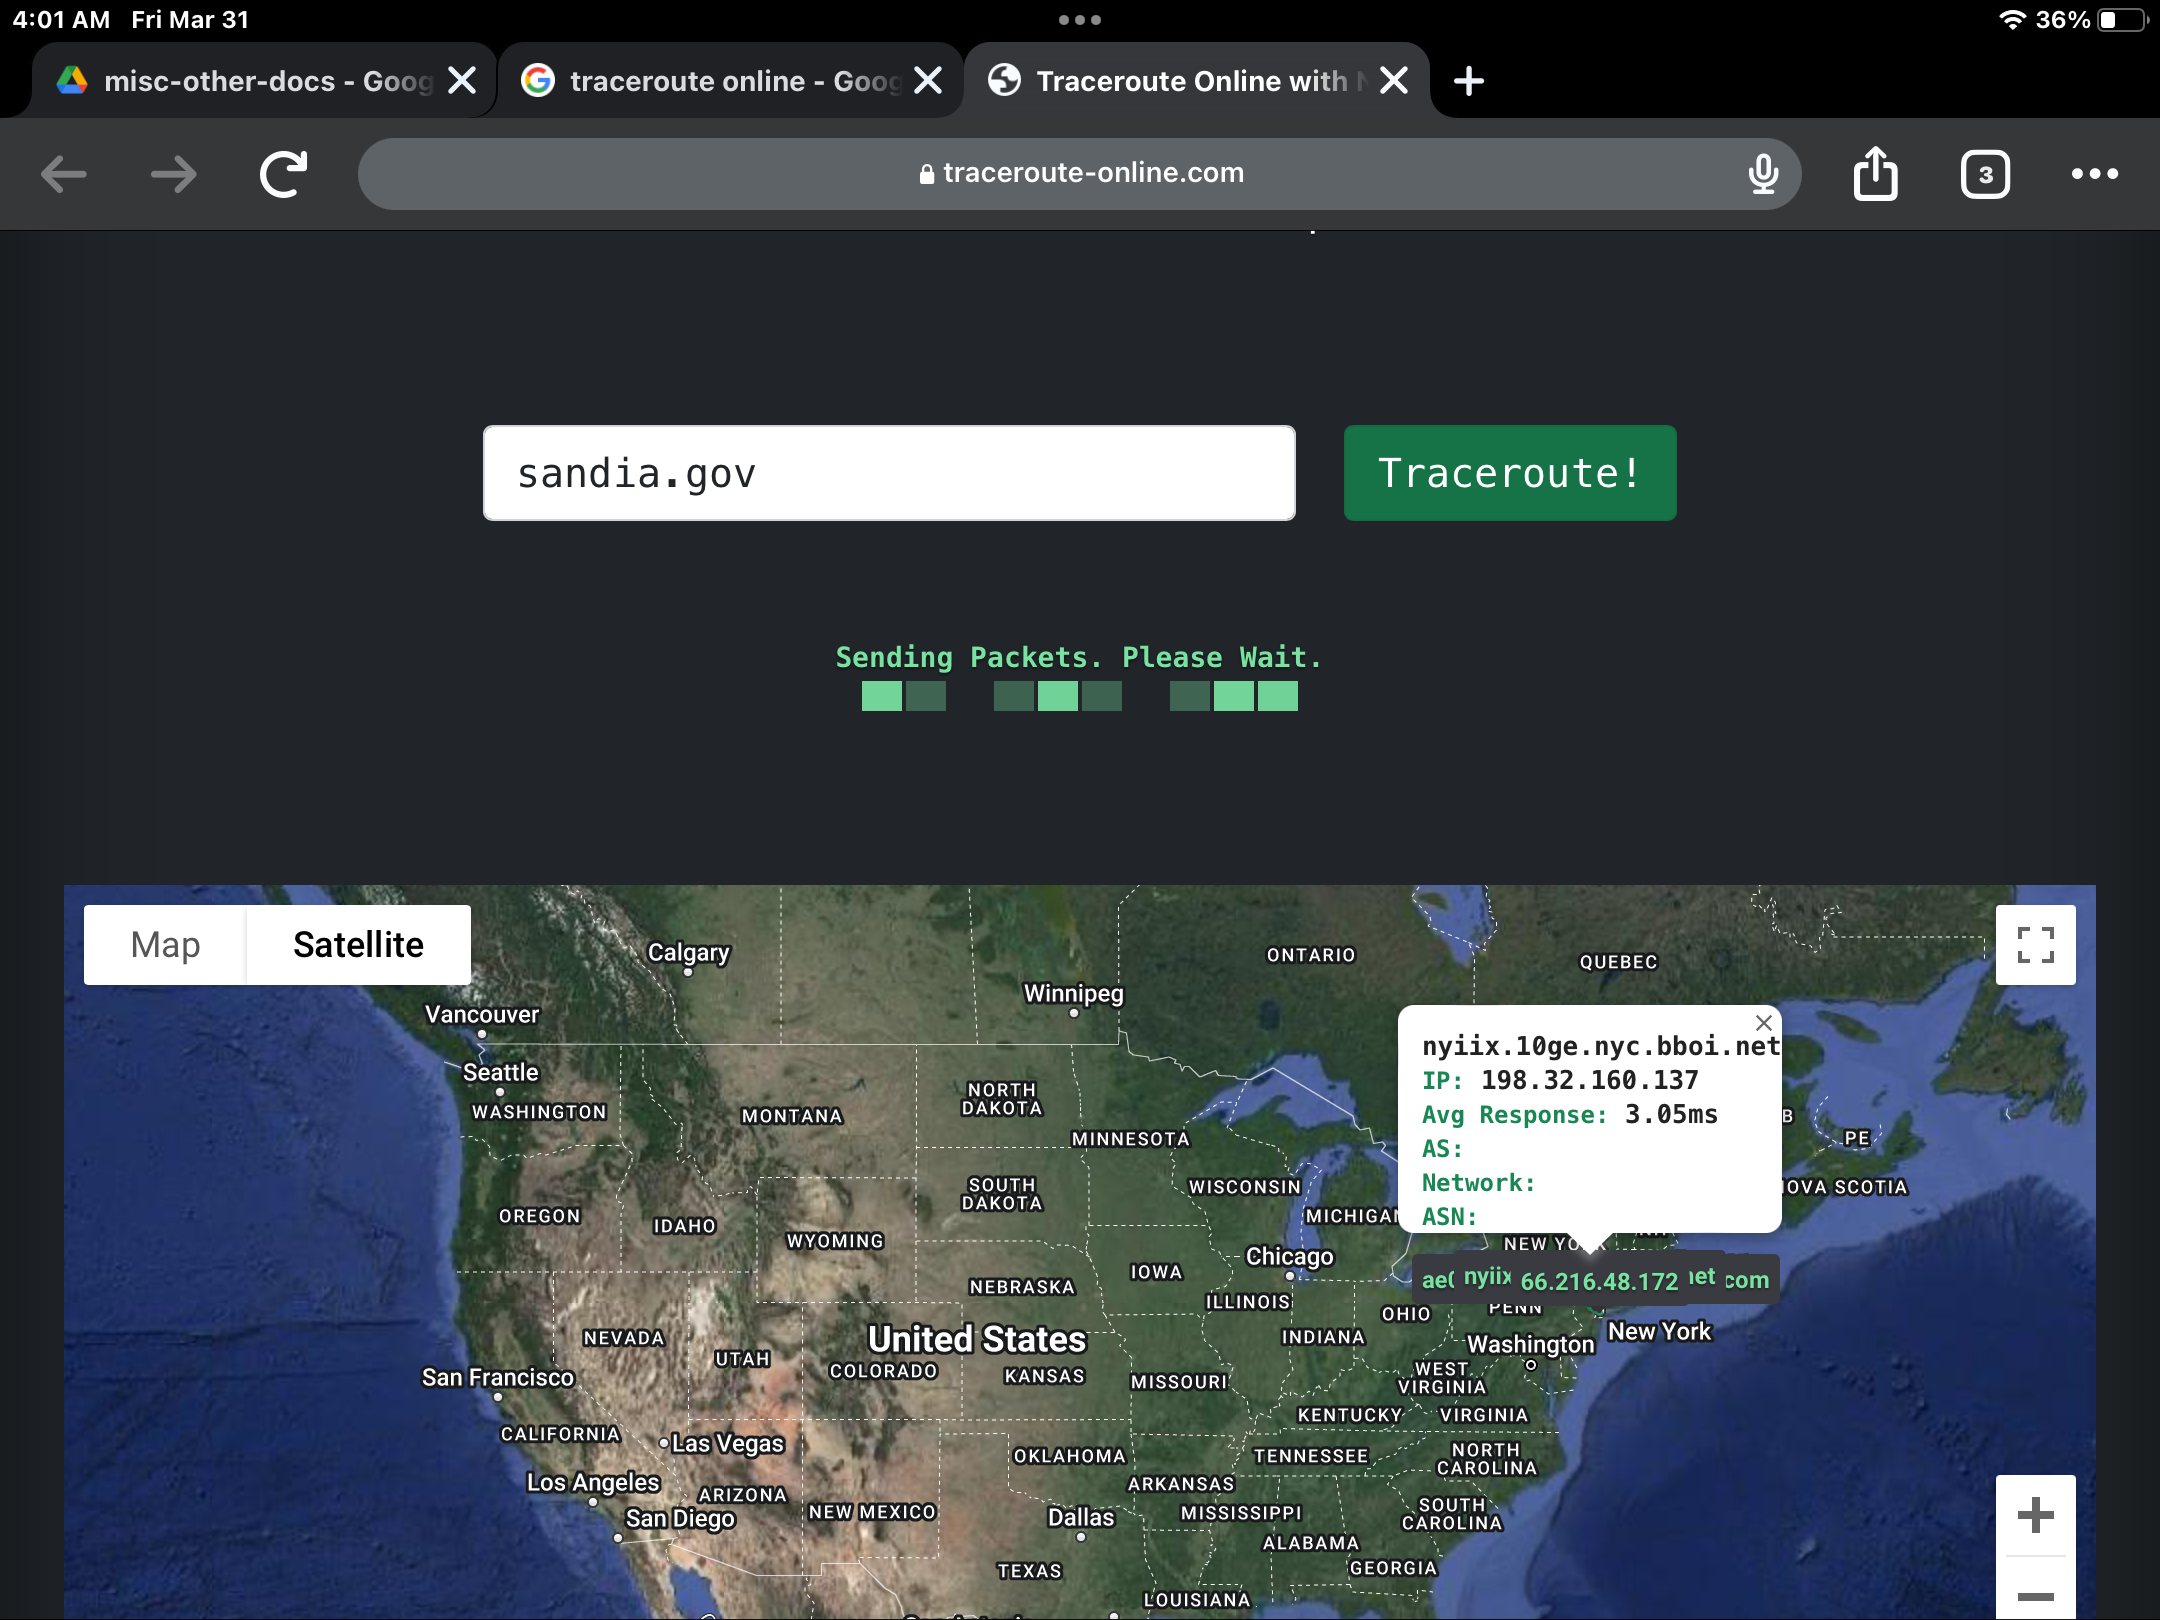 4:01 AM Fri Mar 31
36%
misc-other-docs - Goog
traceroute online - Goog
Traceroute Online with
traceroute-online.com
3
sandia.gov
Traceroute!
Sending Packets. Please Wait.
Map
Satellite
Calgary
ONTARIO
QUEBEC
Winnipeg
Vancouver
nyiix.10ge.nyc.bboi.net
IP: 198.32.160.137
Avg Response: 3.05ms
AS:
Network:
ASN:
Seattle
WASHINGTON
MONTANA
NORTH
DAKOTA
MINNESOTA
B
PE
SOUTH
DAKOTA
WISCONSIN
OVA SCOTIA
OREGON
IDAHO
MICHIGAN
WYOMING
NEW YORK
NH
Chicago
IOWA
NEBRASKA
nyiix 66.216.48.172 net com
ILLINOIS
OHIO
PENN
NEVADA
United States
INDIANA
Washington
New York
UTAH
COLORADO
KANSAS
MISSOURI
WEST
VIRGINIA
San Francisco
KENTUCKY
VIRGINIA
CALIFORNIA
Las Vegas
OKLAHOMA
TENNESSEE
NORTH
CAROLINA
Los Angeles
ARIZONA
ARKANSAS
NEW MEXICO
San Diego
Dallas
MISSISSIPPI
SOUTH
CAROLINA
ALABAMA
TEXAS
GEORGIA
LOUISIANA